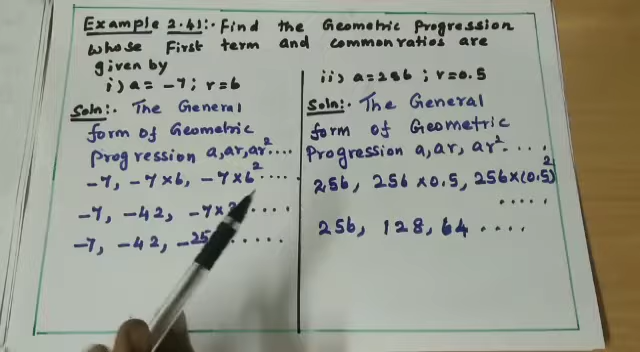 Example 2.41:- Find the Geometric Progression
whose First term and common ratios are
given by
i) a = -7; r=6
Soln:- The General
form of Geometric
Progression a, ar, ar²....
-7, -7×6, -7×6²....
-7, -42, -7×3....
-7, -42, -25.....
ii) a=256 ; r=0.5
Soln:- The General
form of Geometric
Progression a, ar, ar²....
256, 256×0.5, 256×(0.5)²
.....
256, 128, 64 ....